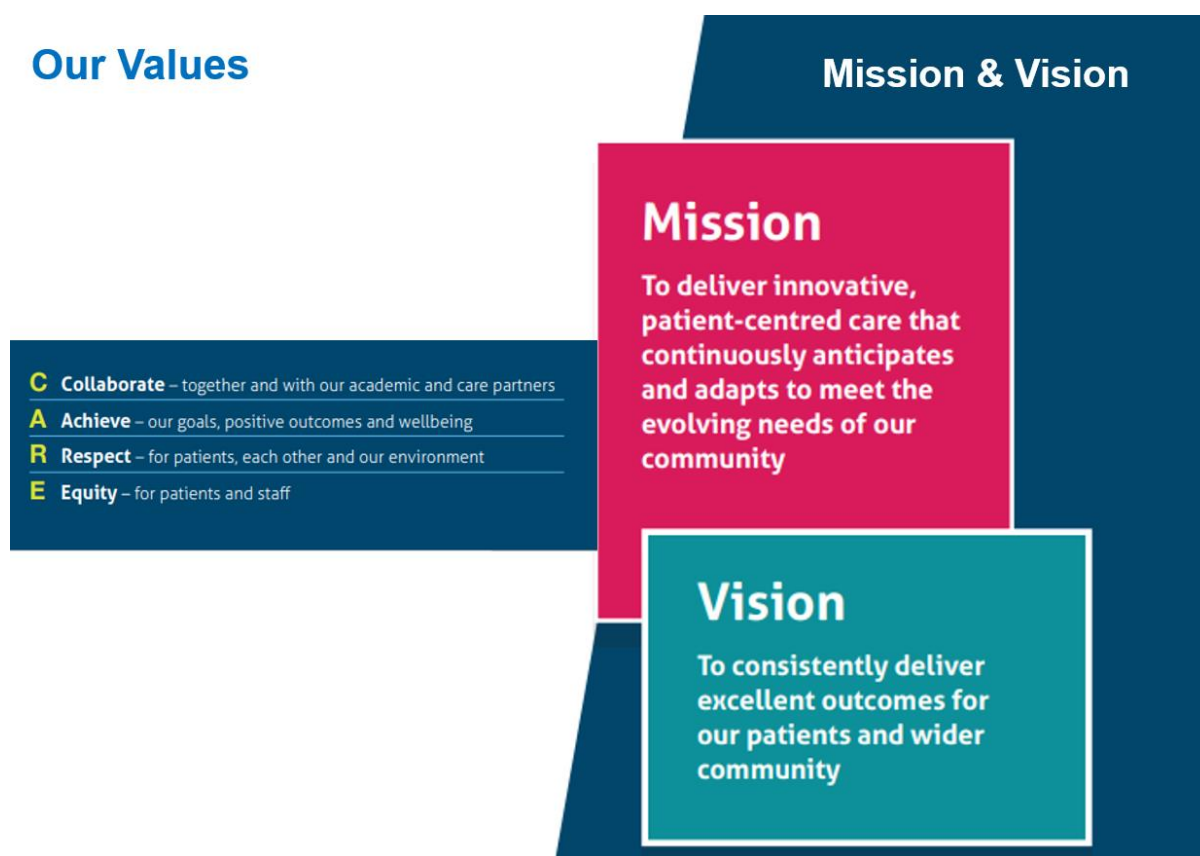 Our Values
Mission & Vision
C Collaborate – together and with our academic and care partners
A Achieve – our goals, positive outcomes and wellbeing
R Respect – for patients, each other and our environment
E Equity – for patients and staff
Mission
To deliver innovative,
patient-centred care that
continuously anticipates
and adapts to meet the
evolving needs of our
community
Vision
To consistently deliver
excellent outcomes for
our patients and wider
community